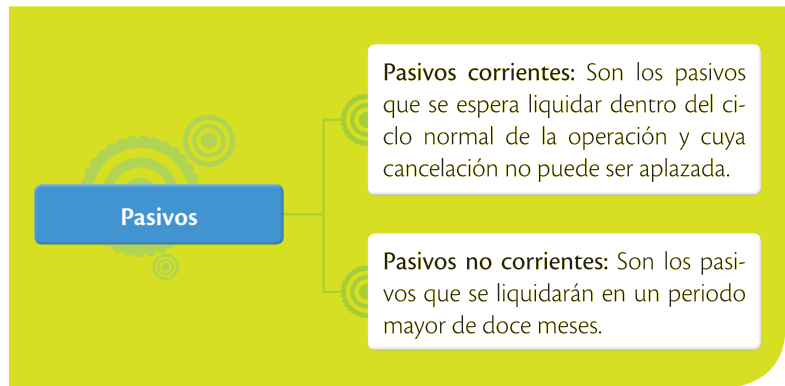 Pasivos
Pasivos corrientes: Son los pasivos
que se espera liquidar dentro del ci-
clo normal de la operación y cuya
cancelación no puede ser aplazada.
Pasivos no corrientes: Son los pasi-
vos que se liquidarán en un periodo
mayor de doce meses.